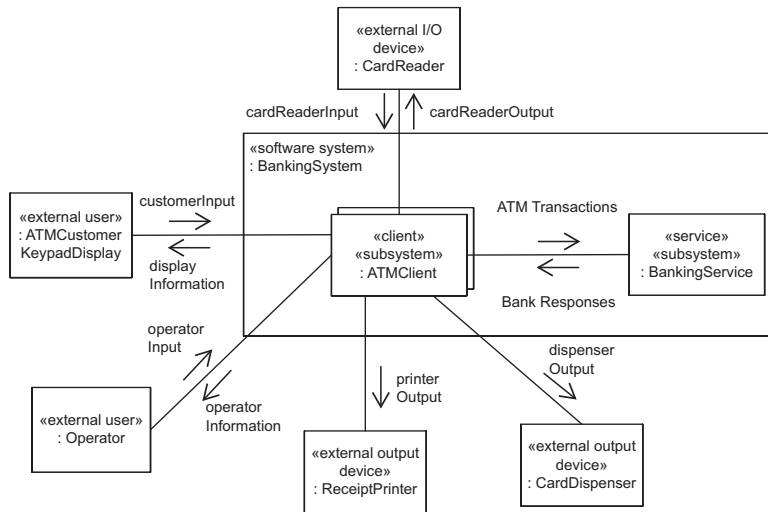 «external I/O
device»
: CardReader
cardReaderInput
cardReaderOutput
«software system»
: BankingSystem
customerInput
«external user»
: ATMCustomer
KeypadDisplay
display
Information
«client»
«subsystem»
: ATMClient
ATM Transactions
«service»
«subsystem»
: BankingService
Bank Responses
operator
Input
operator
Information
printer
Output
dispenser
Output
«external user»
: Operator
«external output
device»
: ReceiptPrinter
«external output
device»
: CardDispenser